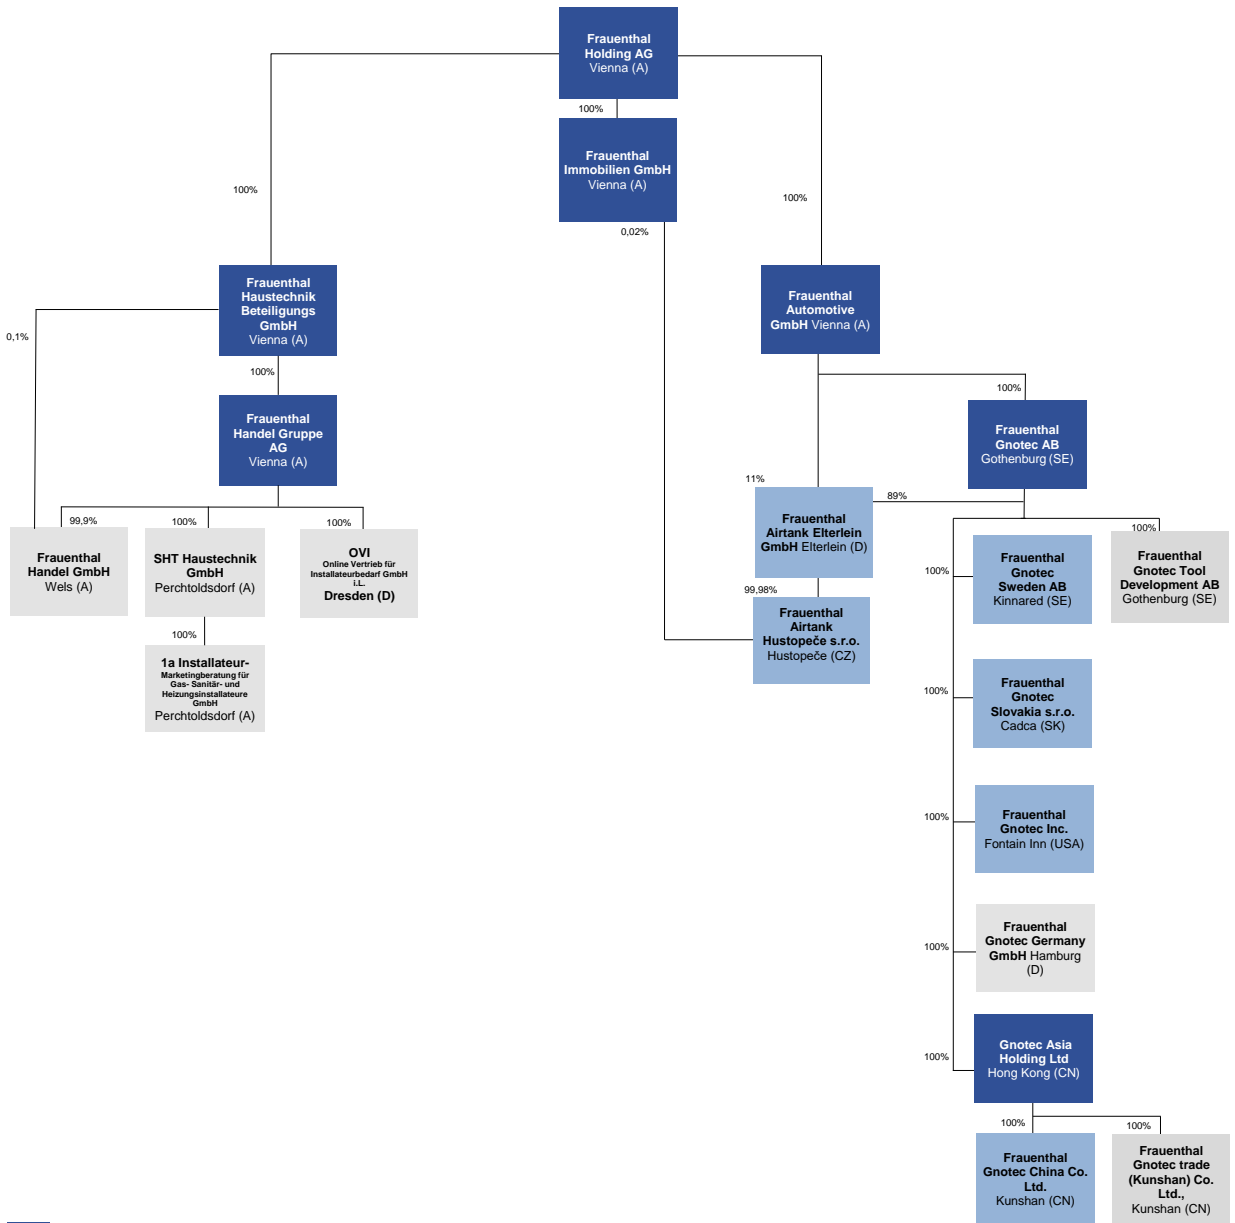 Frauenthal
Holding AG
Vienna (A)
100%
Frauenthal
Immobilien GmbH
Vienna (A)
100%
100%
0,02%
Frauenthal
Haustechnik
Beteiligungs
GmbH
Vienna (A)
Frauenthal
Automotive
GmbH Vienna (A)
0,1%
100%
100%
Frauenthal
Handel Gruppe
AG
Vienna (A)
Frauenthal
Gnotec AB
Gothenburg (SE)
11%
89%
99,9%
100%
100%
100%
Frauenthal
Handel GmbH
Wels (A)
SHT Haustechnik
GmbH
Perchtoldsdorf (A)
OVI
Online Vertrieb für
Installateurbedarf GmbH
i.L.
Dresden (D)
Frauenthal
Airtank Elterlein
GmbH Elterlein (D)
99,98%
Frauenthal
Airtank
Hustopeče s.r.o.
Hustopeče (CZ)
100%
Frauenthal
Gnotec
Sweden AB
Kinnared (SE)
Frauenthal
Gnotec Tool
Development AB
Gothenburg (SE)
100%
1a Installateur-
Marketingberatung für
Gas- Sanitär- und
Heizungsinstallateure
GmbH
Perchtoldsdorf (A)
100%
Frauenthal
Gnotec
Slovakia s.r.o.
Cadca (SK)
100%
Frauenthal
Gnotec Inc.
Fontain Inn (USA)
100%
Frauenthal
Gnotec Germany
GmbH Hamburg
(D)
100%
Gnotec Asia
Holding Ltd
Hong Kong (CN)
100%
100%
Frauenthal
Gnotec China Co.
Ltd.
Kunshan (CN)
Frauenthal
Gnotec trade
(Kunshan) Co.
Ltd.,
Kunshan (CN)